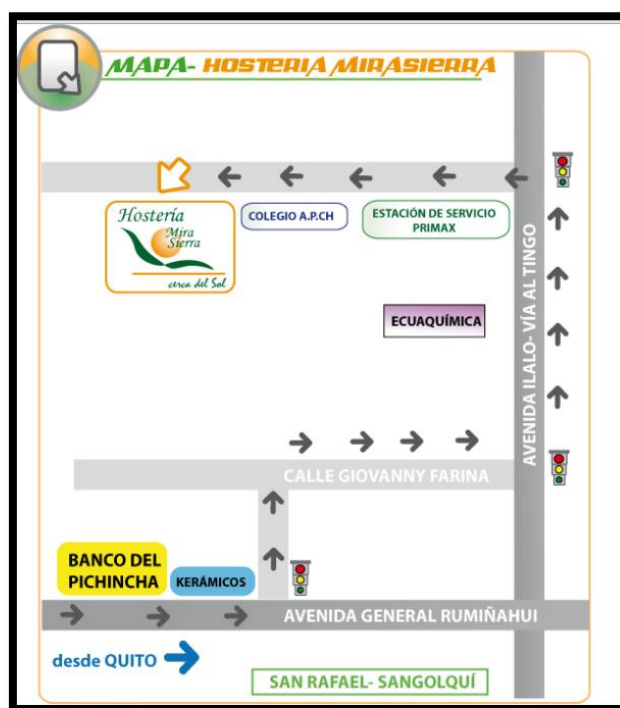 MAPA- HOSTERIA MIRASIERRA
Hostería
Mira
Sierra
cerca del Sol
COLEGIO A.P.CH
ESTACIÓN DE SERVICIO
PRIMAX
AVENIDA ILALO- VÍA AL TINGO
ECUAQUÍMICA
CALLE GIOVANNY FARINA
BANCO DEL
PICHINCHA
KERÁMICOS
AVENIDA GENERAL RUMIÑAHUI
desde QUITO
SAN RAFAEL- SANGOLQUÍ